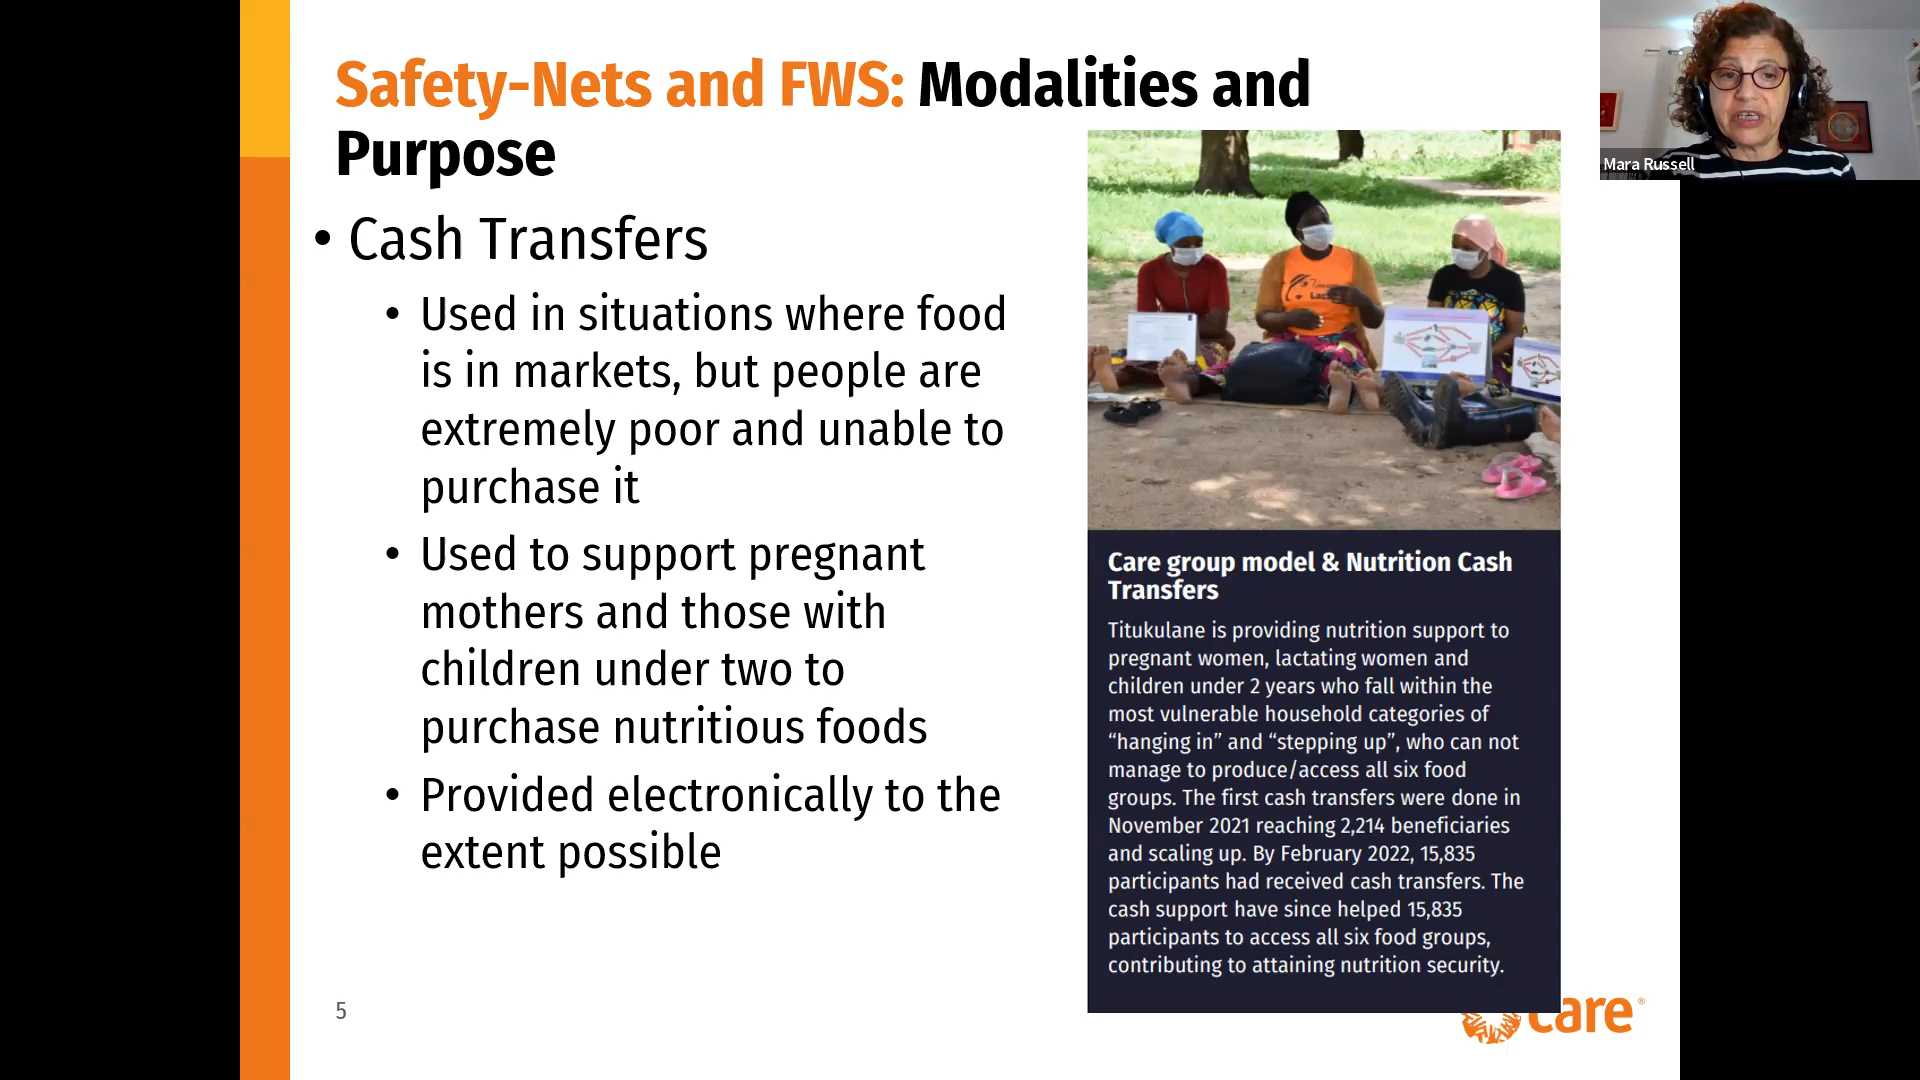 Safety-Nets and FWS: Modalities and
Purpose
• Cash Transfers
• Used in situations where food
is in markets, but people are
extremely poor and unable to
purchase it
• Used to support pregnant
mothers and those with
children under two to
purchase nutritious foods
• Provided electronically to the
extent possible
Care group model & Nutrition Cash
Transfers
Titukulane is providing nutrition support to
pregnant women, lactating women and
children under 2 years who fall within the
most vulnerable household categories of
“hanging in” and “stepping up”, who can not
manage to produce/access all six food
groups. The first cash transfers were done in
November 2021 reaching 2,214 beneficiaries
and scaling up. By February 2022, 15,835
participants had received cash transfers. The
cash support have since helped 15,835
participants to access all six food groups,
contributing to attaining nutrition security.
5
care®
Mara Russell